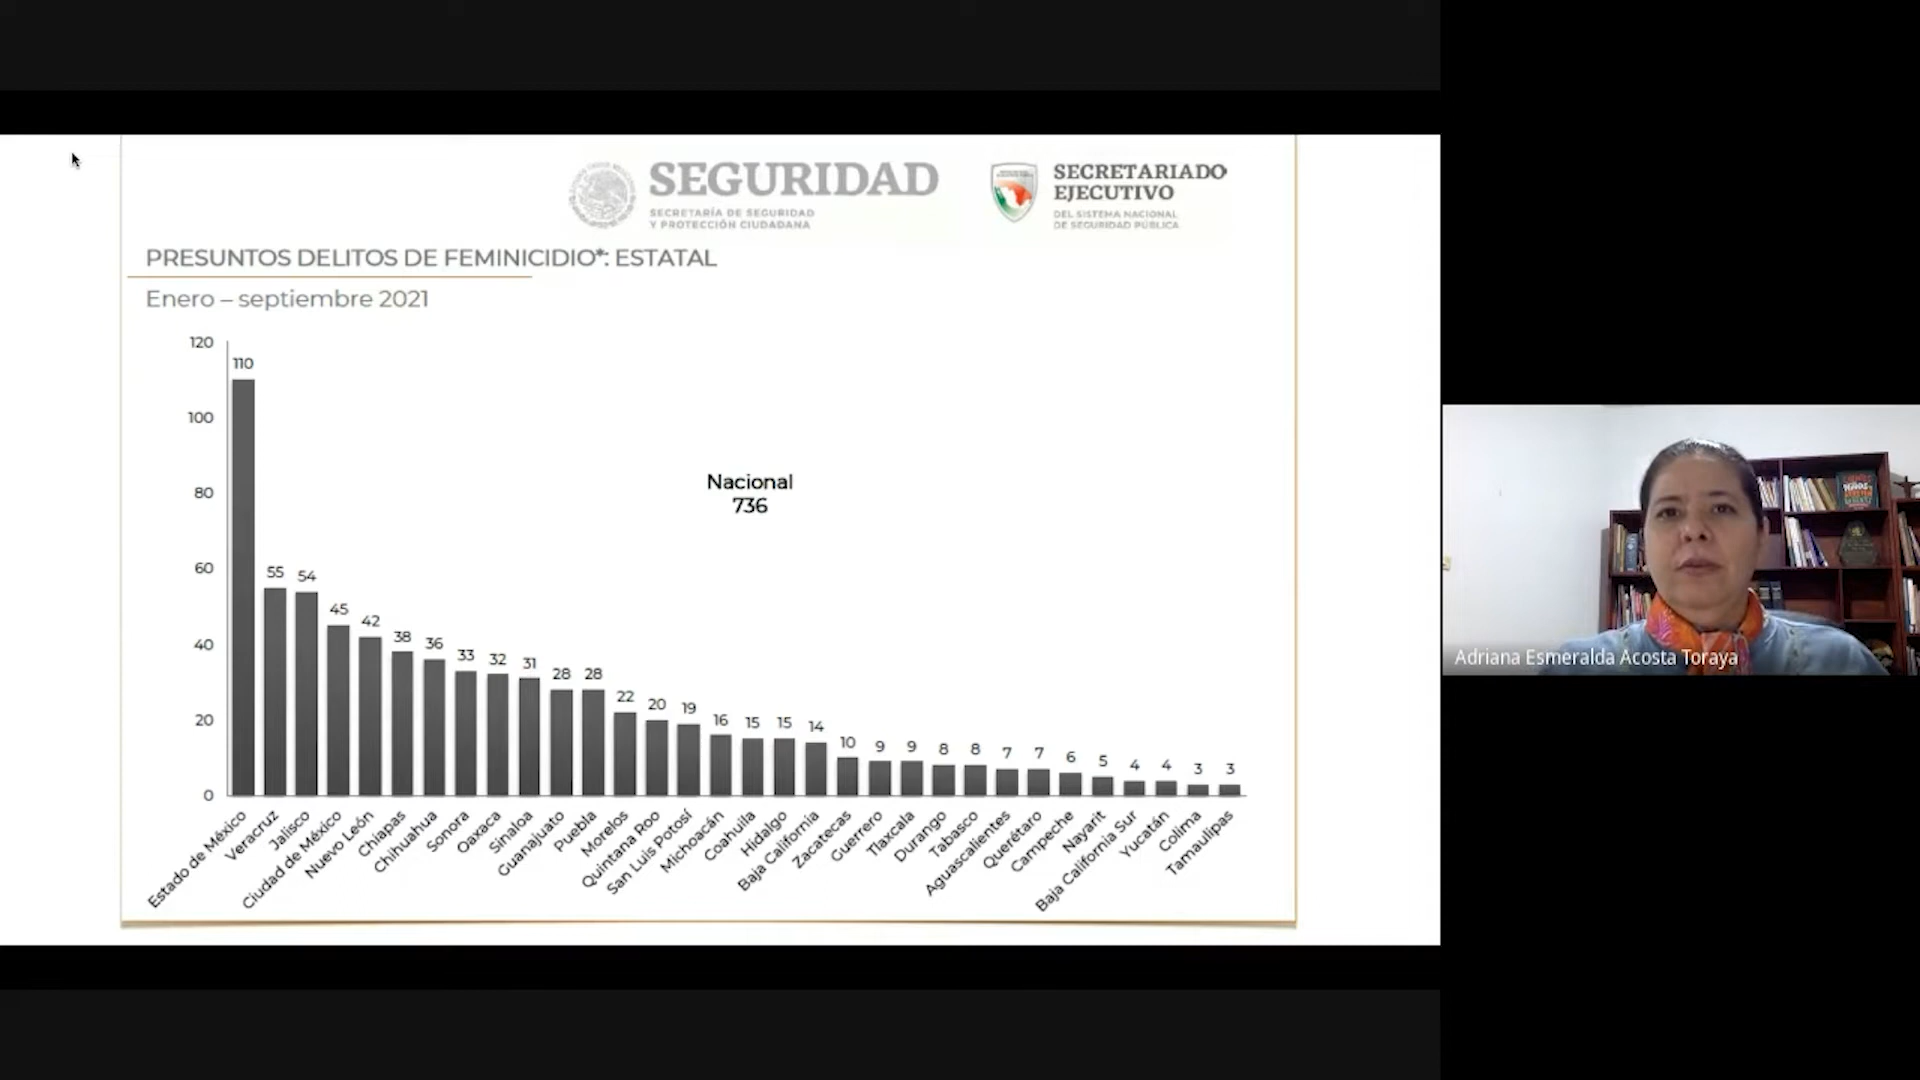 SEGURIDAD
SECRETARÍA DE SEGURIDAD
Y PROTECCIÓN CIUDADANA
SECRETARIADO
EJECUTIVO
DEL SISTEMA NACIONAL
DE SEGURIDAD PÚBLICA
PRESUNTOS DELITOS DE FEMINICIDIO*: ESTATAL
Enero – septiembre 2021
120
100
80
60
40
20
0
110
55
54
45
42
38
36
33
32
31
28
28
22
20
19
16
15
15
14
10
9
9
8
8
7
7
6
5
4
4
3
3
Nacional
736
Estado de México
Veracruz
Jalisco
Ciudad de México
Nuevo León
Chiapas
Chihuahua
Sonora
Oaxaca
Sinaloa
Guanajuato
Puebla
Morelos
Quintana Roo
San Luis Potosí
Michoacán
Coahuila
Hidalgo
Baja California
Zacatecas
Guerrero
Tlaxcala
Durango
Tabasco
Aguascalientes
Querétaro
Campeche
Nayarit
Baja California Sur
Yucatán
Colima
Tamaulipas
Adriana Esmeralda Acosta Toraya